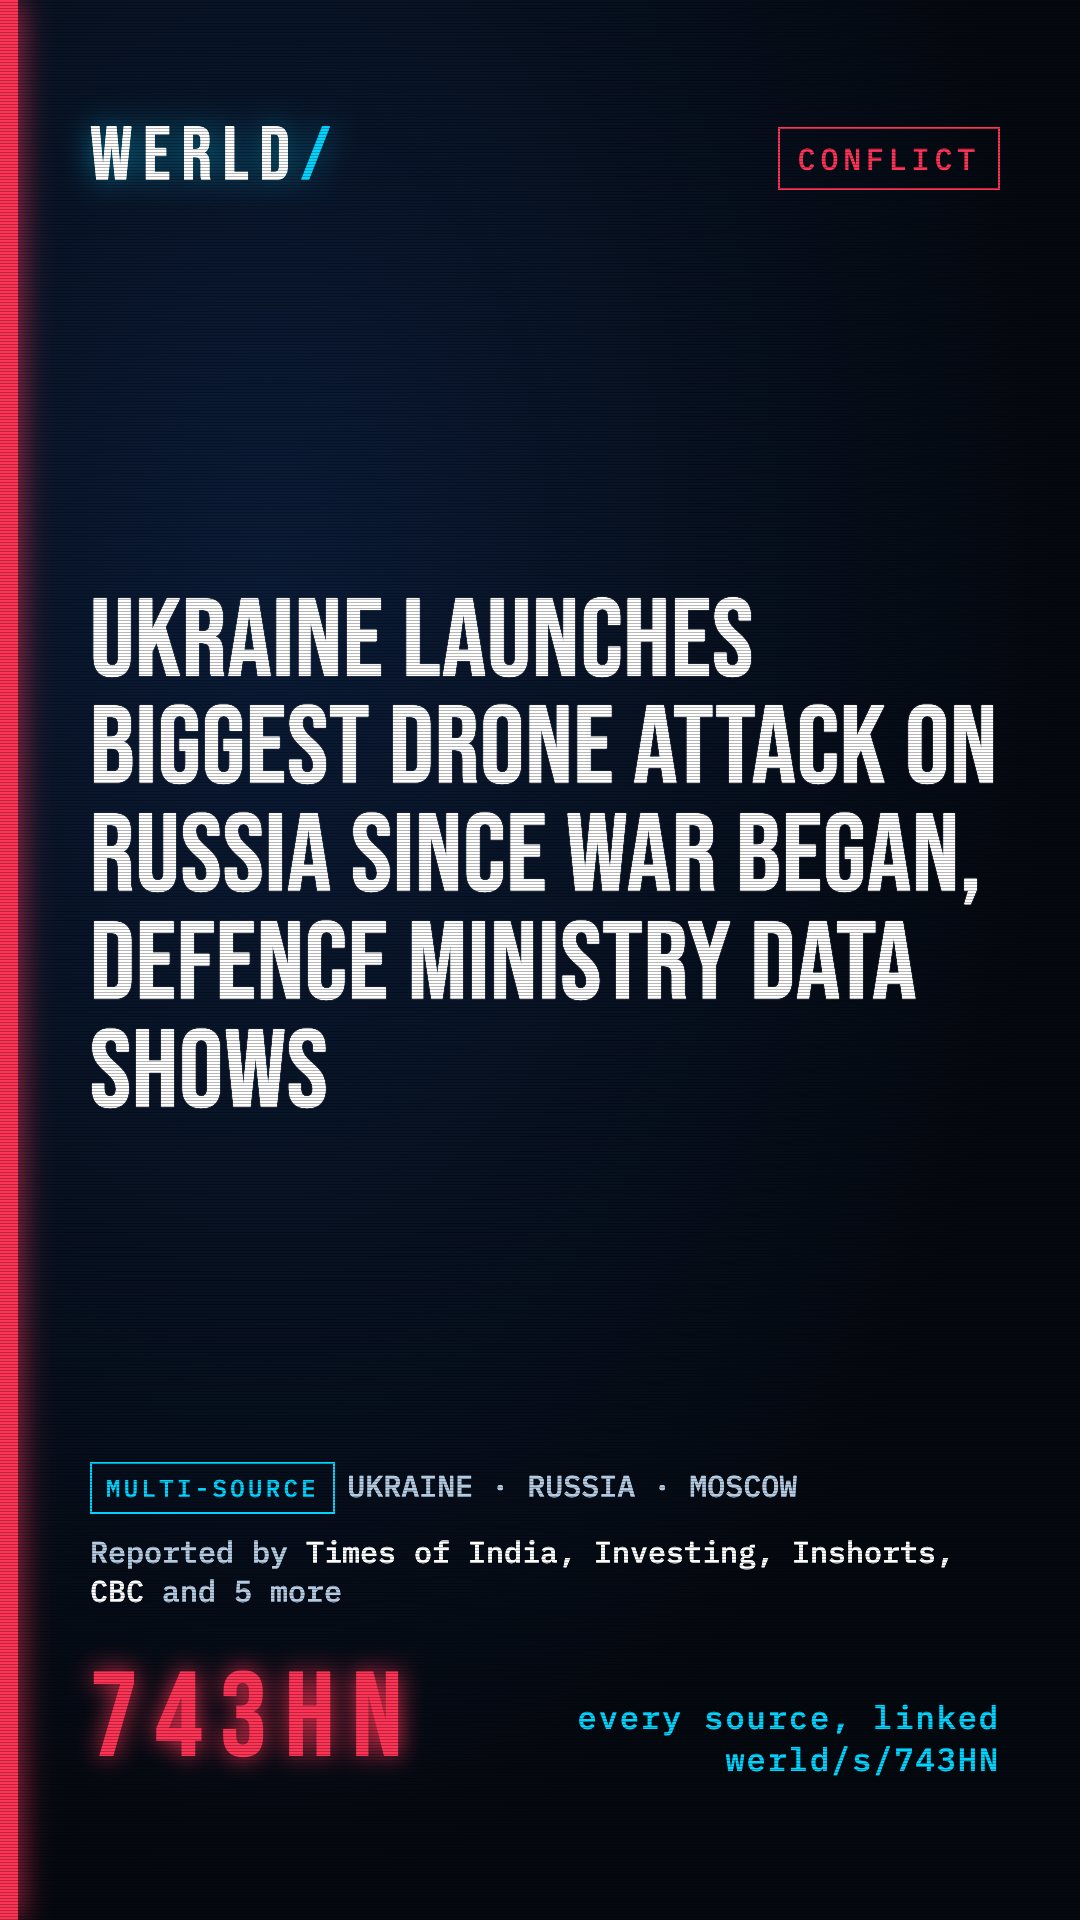 WERLD/
CONFLICT
UKRAINE LAUNCHES
BIGGEST DRONE ATTACK ON
RUSSIA SINCE WAR BEGAN,
DEFENCE MINISTRY DATA
SHOWS
MULTI-SOURCE UKRAINE · RUSSIA · MOSCOW
Reported by Times of India, Investing, Inshorts,
CBC and 5 more
743HN
every source, linked
werld/s/743HN